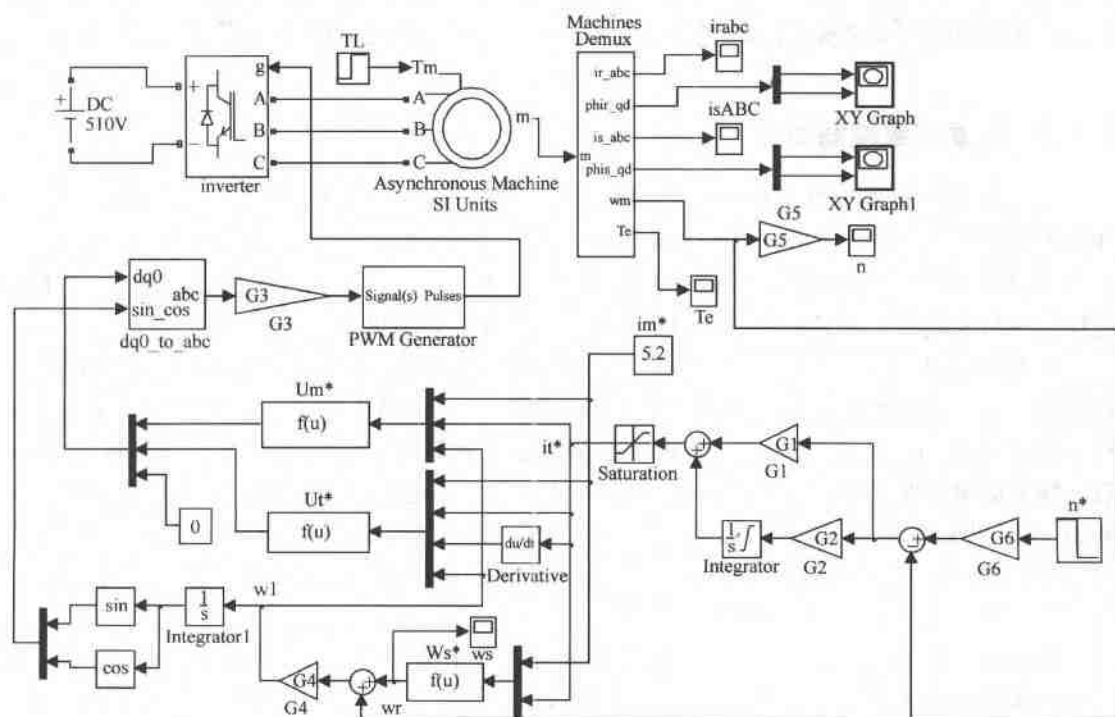 DC
510V
+
+
−
g
A
B
C
inverter
TL
Tm
A
B
C
m
Asynchronous Machine
SI Units
Machines
Demux
m
ir_abc
phir_qd
is_abc
phis_qd
wm
Te
irabc
isABC
XY Graph
XY Graph1
G5
G5
n
Te
dq0
sin_cos
abc
dq0_to_abc
G3
G3
Signal(s) Pulses
PWM Generator
im*
5.2
Um*
f(u)
Ut*
f(u)
0
it*
Saturation
G1
G1
1
s
Integrator
G2
G2
G6
G6
n*
du/dt
Derivative
sin
cos
1
s
Integrator1
w1
G4
G4
wr
Ws*
f(u)
ws